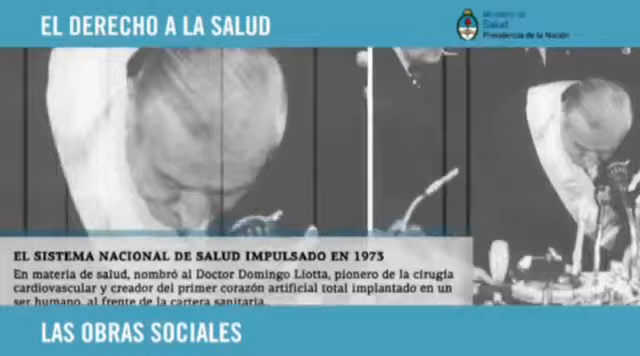 EL DERECHO A LA SALUD
Ministerio de
Salud
Presidencia de la Nación
EL SISTEMA NACIONAL DE SALUD IMPULSADO EN 1973
En materia de salud, nombró al Doctor Domingo Liotta, pionero de la cirugía
cardiovascular y creador del primer corazón artificial total implantado en un
ser humano, al frente de la cartera sanitaria.
LAS OBRAS SOCIALES